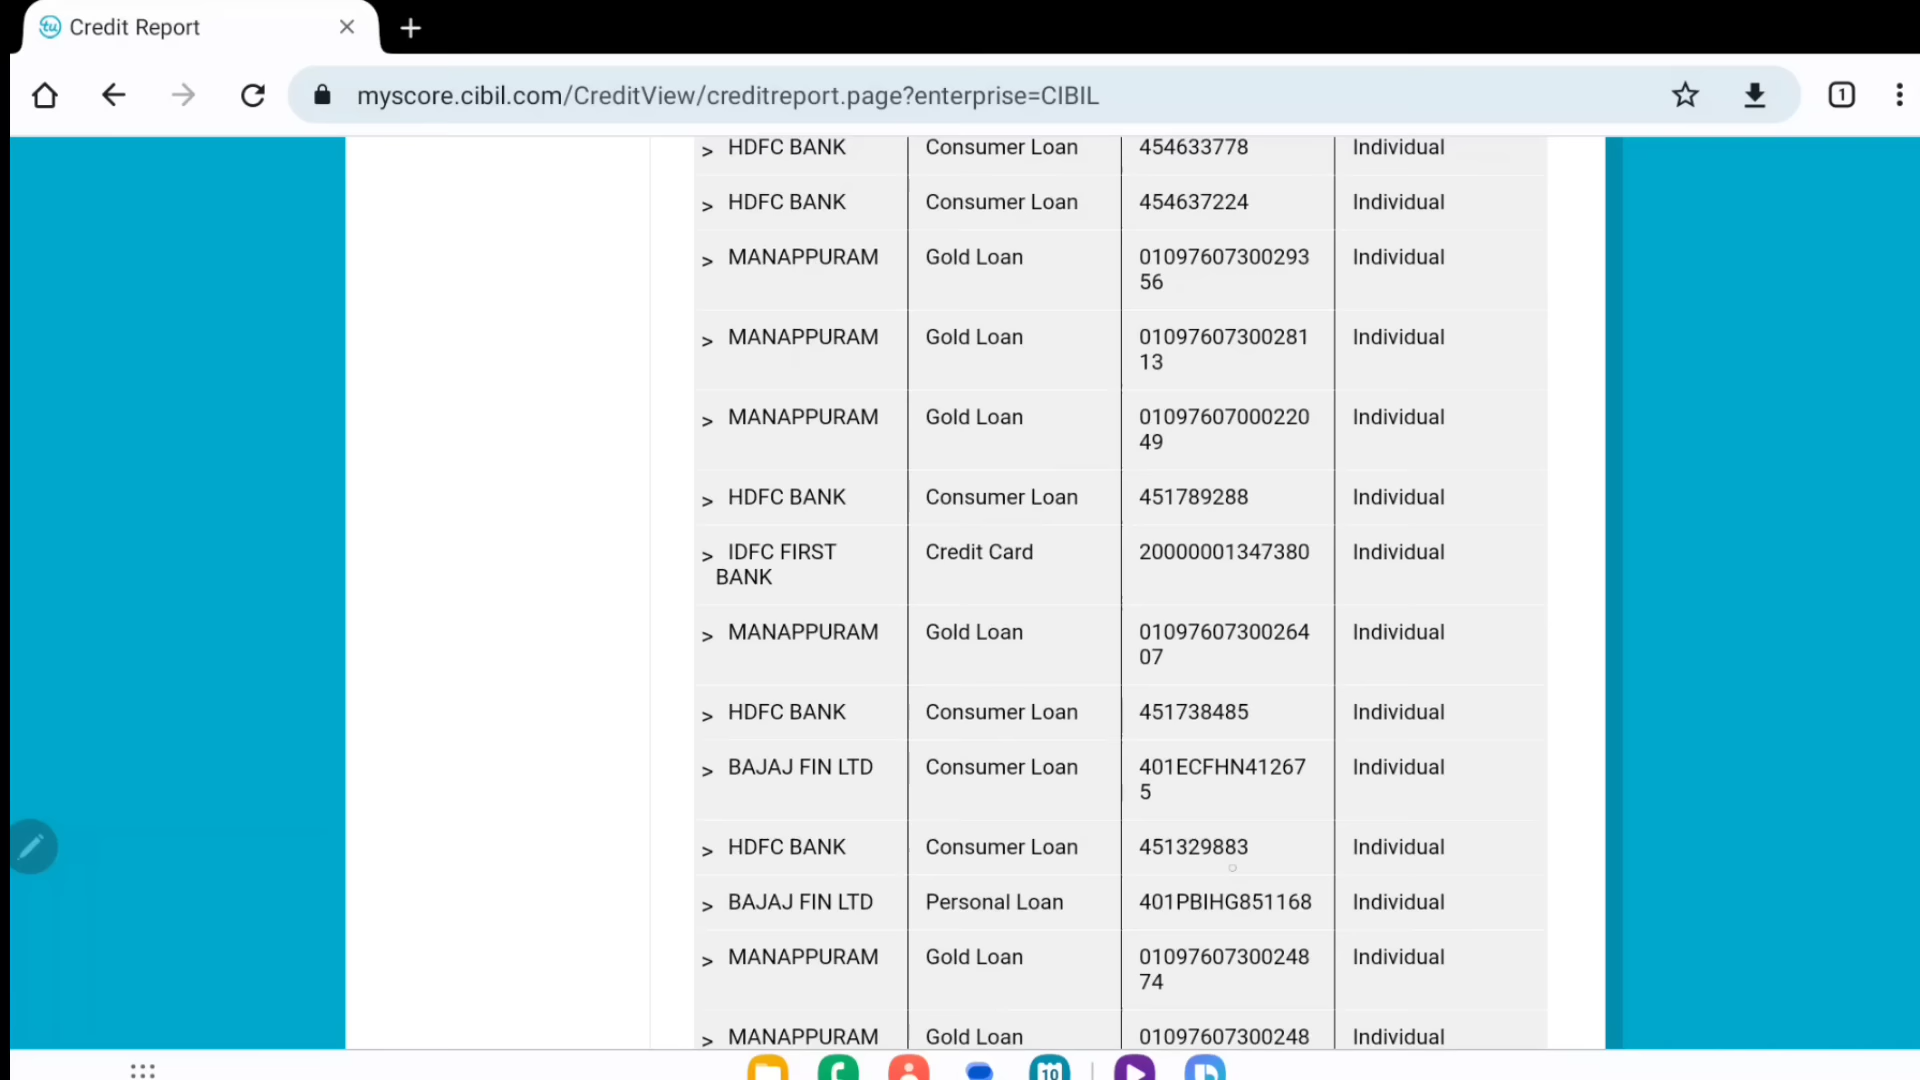 Credit Report
myscore.cibil.com/CreditView/creditreport.page?enterprise=CIBIL
1
> HDFC BANK Consumer Loan 454633778 Individual
> HDFC BANK Consumer Loan 454637224 Individual
> MANAPPURAM Gold Loan 01097607300293 Individual
56
> MANAPPURAM Gold Loan 01097607300281 Individual
13
> MANAPPURAM Gold Loan 01097607000220 Individual
49
> HDFC BANK Consumer Loan 451789288 Individual
> IDFC FIRST Credit Card 20000001347380 Individual
BANK
> MANAPPURAM Gold Loan 01097607300264 Individual
07
> HDFC BANK Consumer Loan 451738485 Individual
> BAJAJ FIN LTD Consumer Loan 401ECFHN41267 Individual
5
> HDFC BANK Consumer Loan 451329883 Individual
> BAJAJ FIN LTD Personal Loan 401PBIHG851168 Individual
> MANAPPURAM Gold Loan 01097607300248 Individual
74
> MANAPPURAM Gold Loan 01097607300248 Individual
10